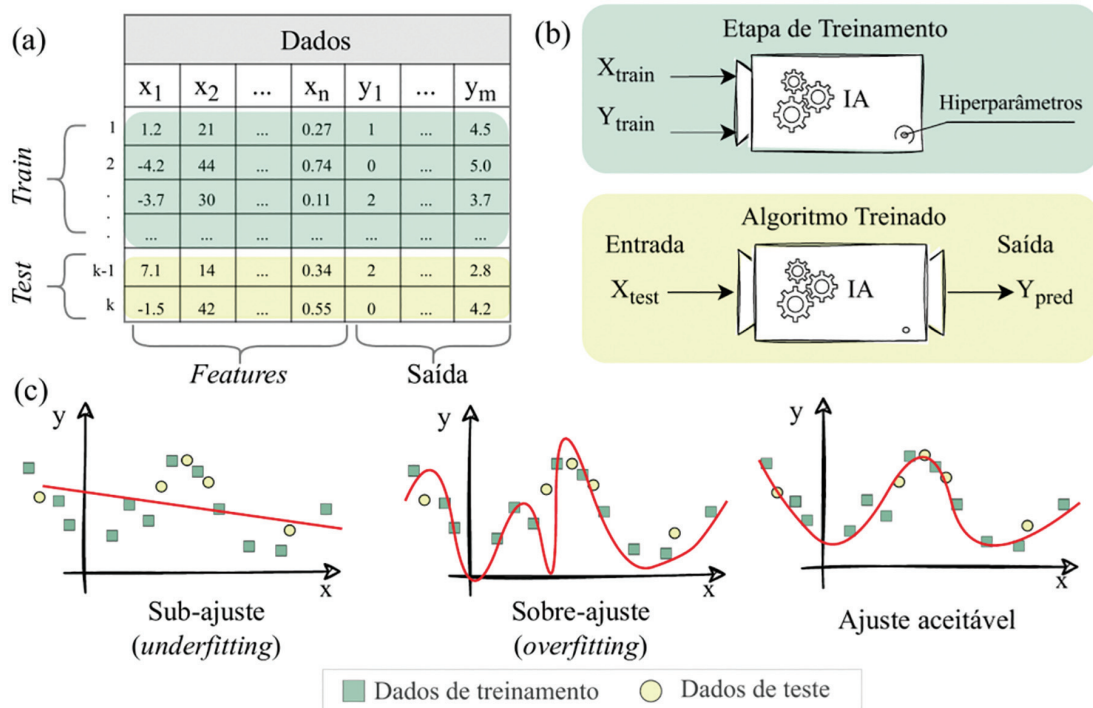 (a)
Dados
x1 x2 ... xn y1 ... ym
Train
1 1.2 21 ... 0.27 1 ... 4.5
2 -4.2 44 ... 0.74 0 ... 5.0
. -3.7 30 ... 0.11 2 ... 3.7
. ... ... ... ... ... ... ...
.
Test
k-1 7.1 14 ... 0.34 2 ... 2.8
k -1.5 42 ... 0.55 0 ... 4.2
Features
Saída
(b)
Etapa de Treinamento
Xtrain
Ytrain
IA
Hiperparâmetros
Algoritmo Treinado
Entrada
Xtest
IA
Saída
Ypred
(c)
y
x
Sub-ajuste
(underfitting)
y
x
Sobre-ajuste
(overfitting)
y
x
Ajuste aceitável
Dados de treinamento
Dados de teste